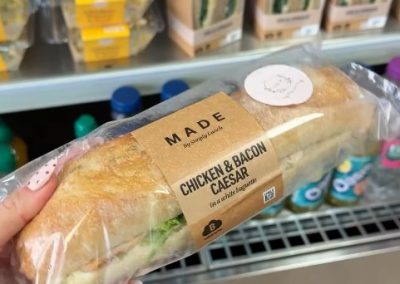 MADE
by Simply Lunch
CHICKEN & BACON
CAESAR
in a white baguette
B